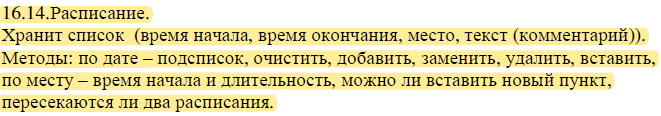 16.14.Расписание.
Хранит список  (время начала, время окончания, место, текст (комментарий)).
Методы: по дате – подсписок, очистить, добавить, заменить, удалить, вставить,
по месту – время начала и длительность, можно ли вставить новый пункт,
пересекаются ли два расписания.